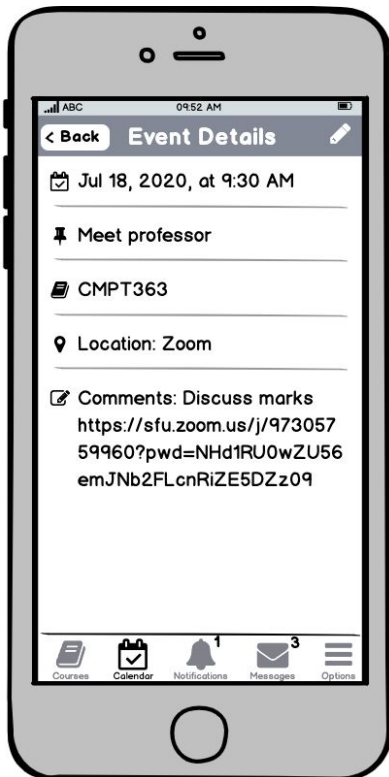 ABC 09:52 AM
< Back Event Details
Jul 18, 2020, at 9:30 AM
Meet professor
CMPT363
Location: Zoom
Comments: Discuss marks
https://sfu.zoom.us/j/973057
59960?pwd=NHd1RU0wZU56
emJNb2FLcnRiZE5DZz09
1 3
Courses Calendar Notifications Messages Options